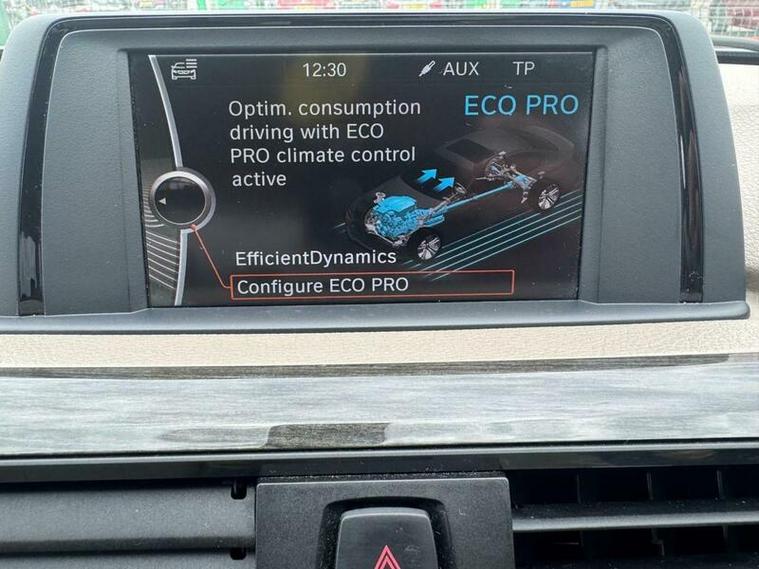 12:30 AUX TP
ECO PRO
Optim. consumption
driving with ECO
PRO climate control
active
EfficientDynamics
Configure ECO PRO